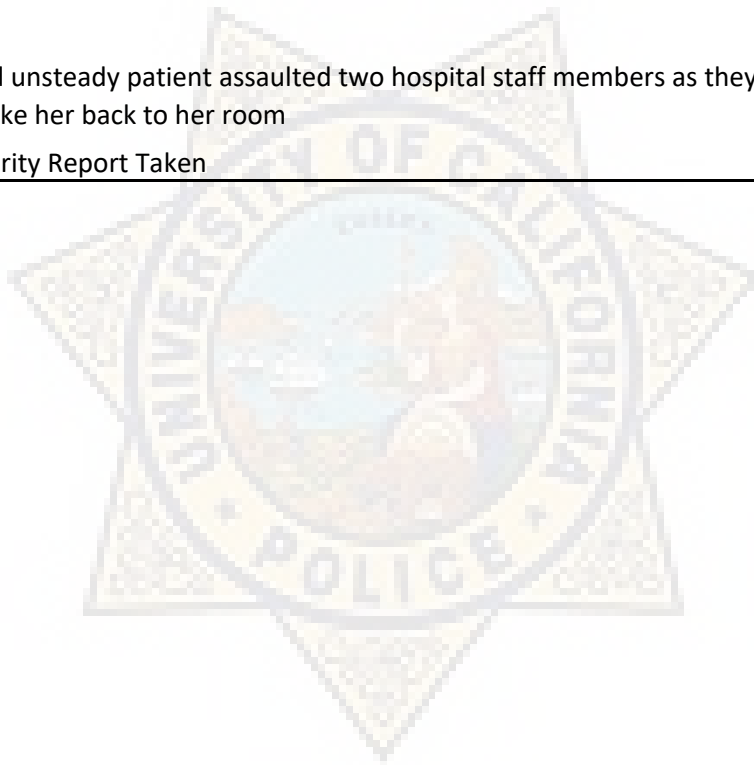 l unsteady patient assaulted two hospital staff members as they
ke her back to her room
rity Report Taken
UNIVERSITY OF CALIFORNIA
• POLICE •